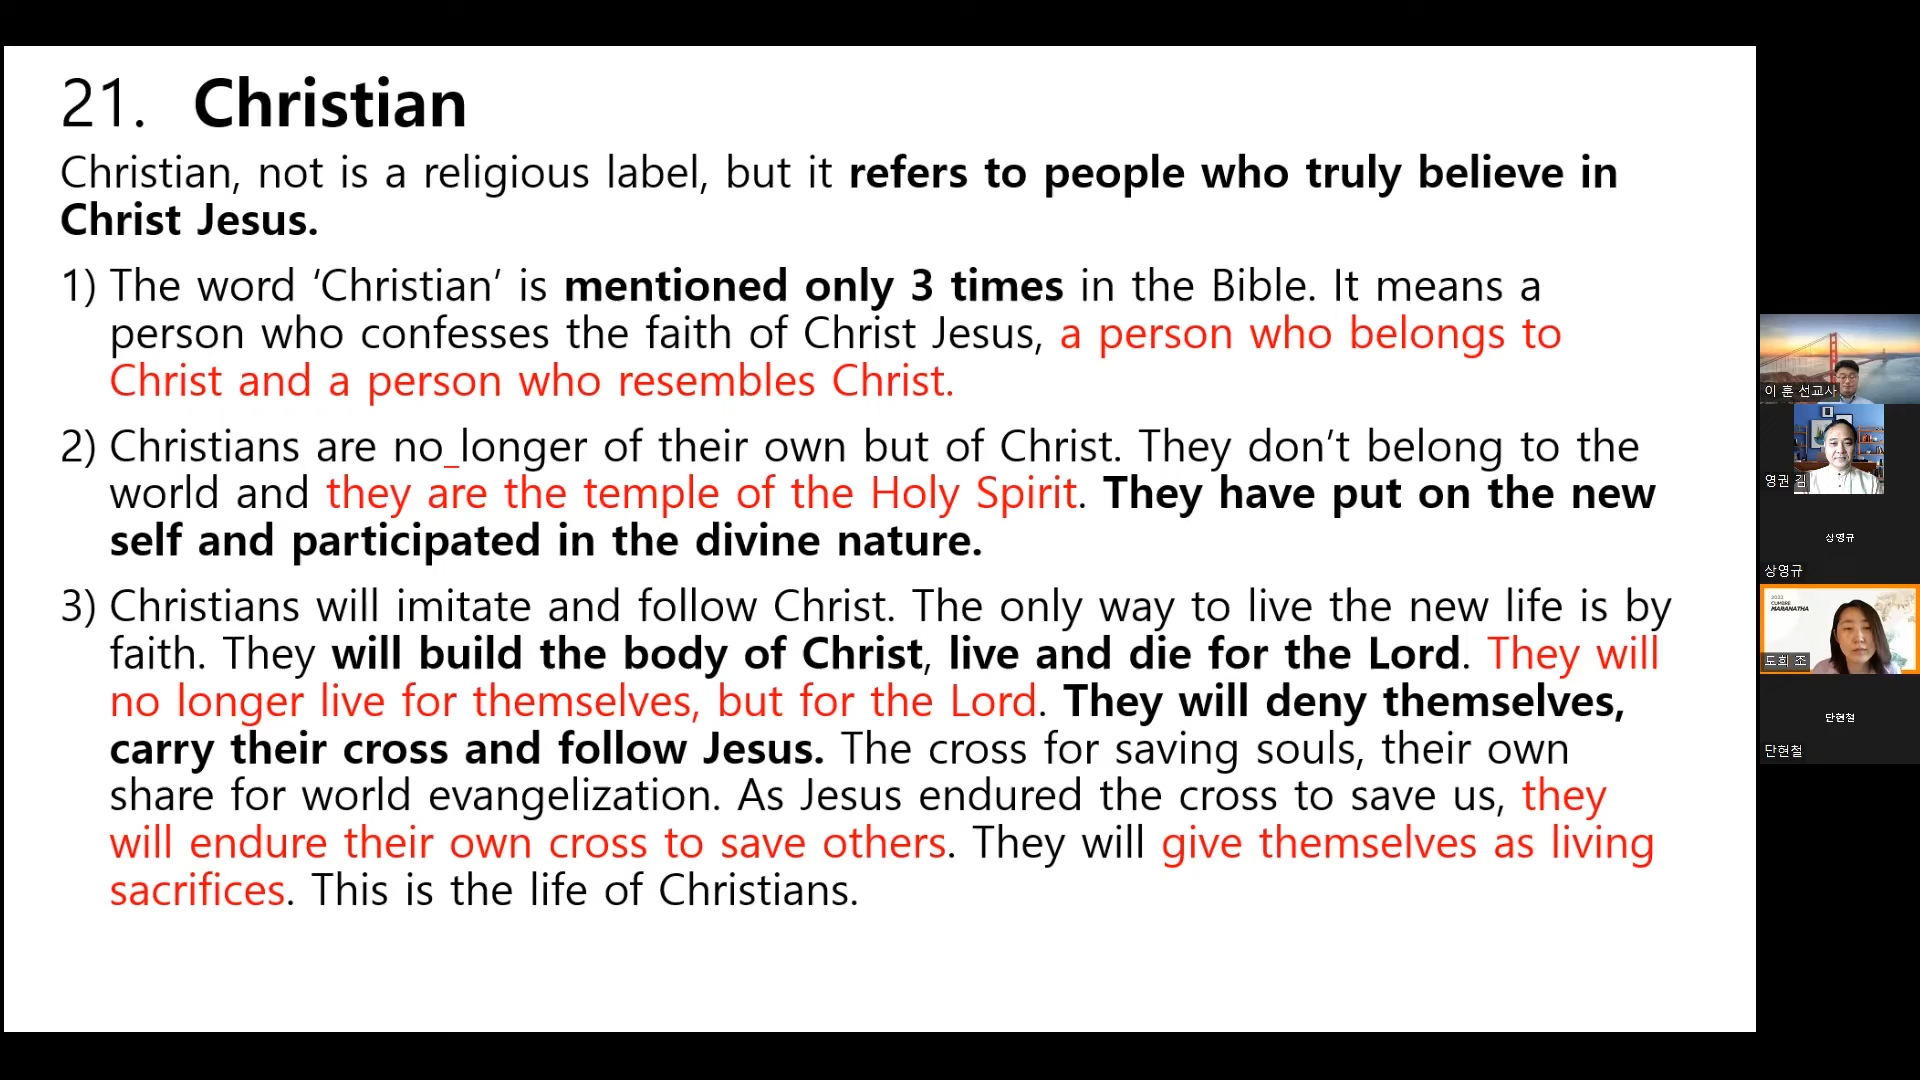 21. Christian
Christian, not is a religious label, but it refers to people who truly believe in
Christ Jesus.
1) The word ‘Christian’ is mentioned only 3 times in the Bible. It means a
person who confesses the faith of Christ Jesus, a person who belongs to
Christ and a person who resembles Christ.
2) Christians are no_longer of their own but of Christ. They don’t belong to the
world and they are the temple of the Holy Spirit. They have put on the new
self and participated in the divine nature.
3) Christians will imitate and follow Christ. The only way to live the new life is by
faith. They will build the body of Christ, live and die for the Lord. They will
no longer live for themselves, but for the Lord. They will deny themselves,
carry their cross and follow Jesus. The cross for saving souls, their own
share for world evangelization. As Jesus endured the cross to save us, they
will endure their own cross to save others. They will give themselves as living
sacrifices. This is the life of Christians.
이 훈 선교사
영권 김
상영규
상영규
2022
CUMBRE
MARANATHA
도희 조
단현철
단현철